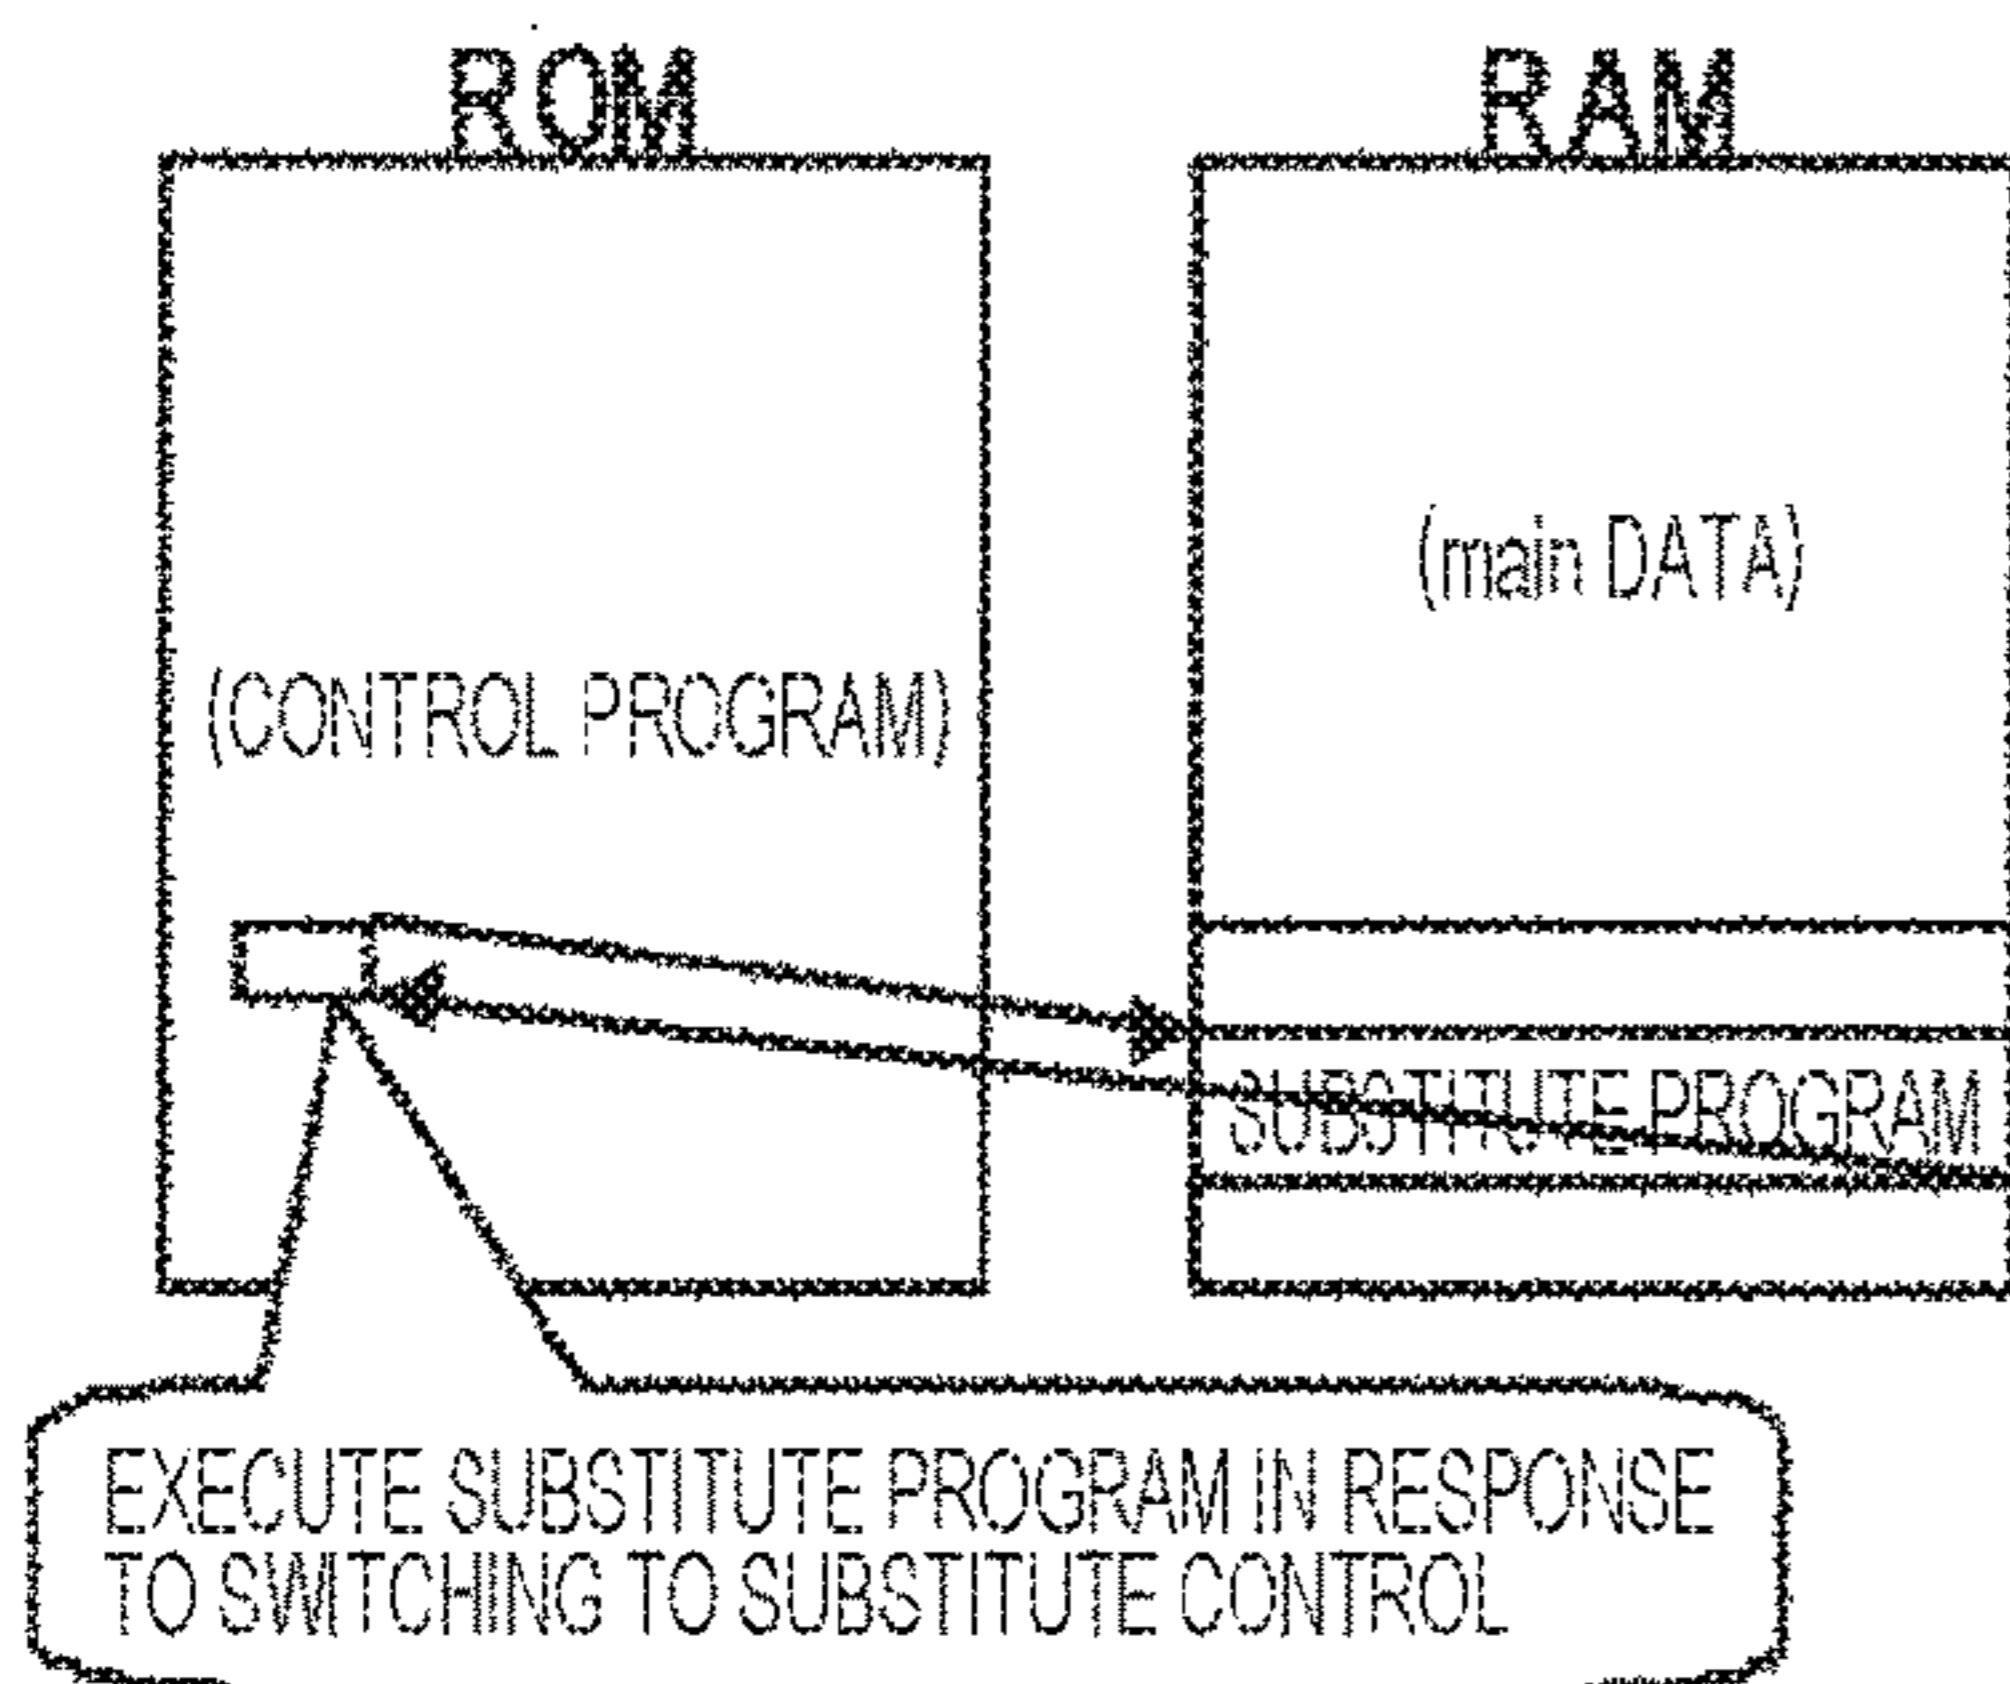 ROM
RAM
(main DATA)
(CONTROL PROGRAM)
SUBSTITUTE PROGRAM
EXECUTE SUBSTITUTE PROGRAM IN RESPONSE
TO SWITCHING TO SUBSTITUTE CONTROL